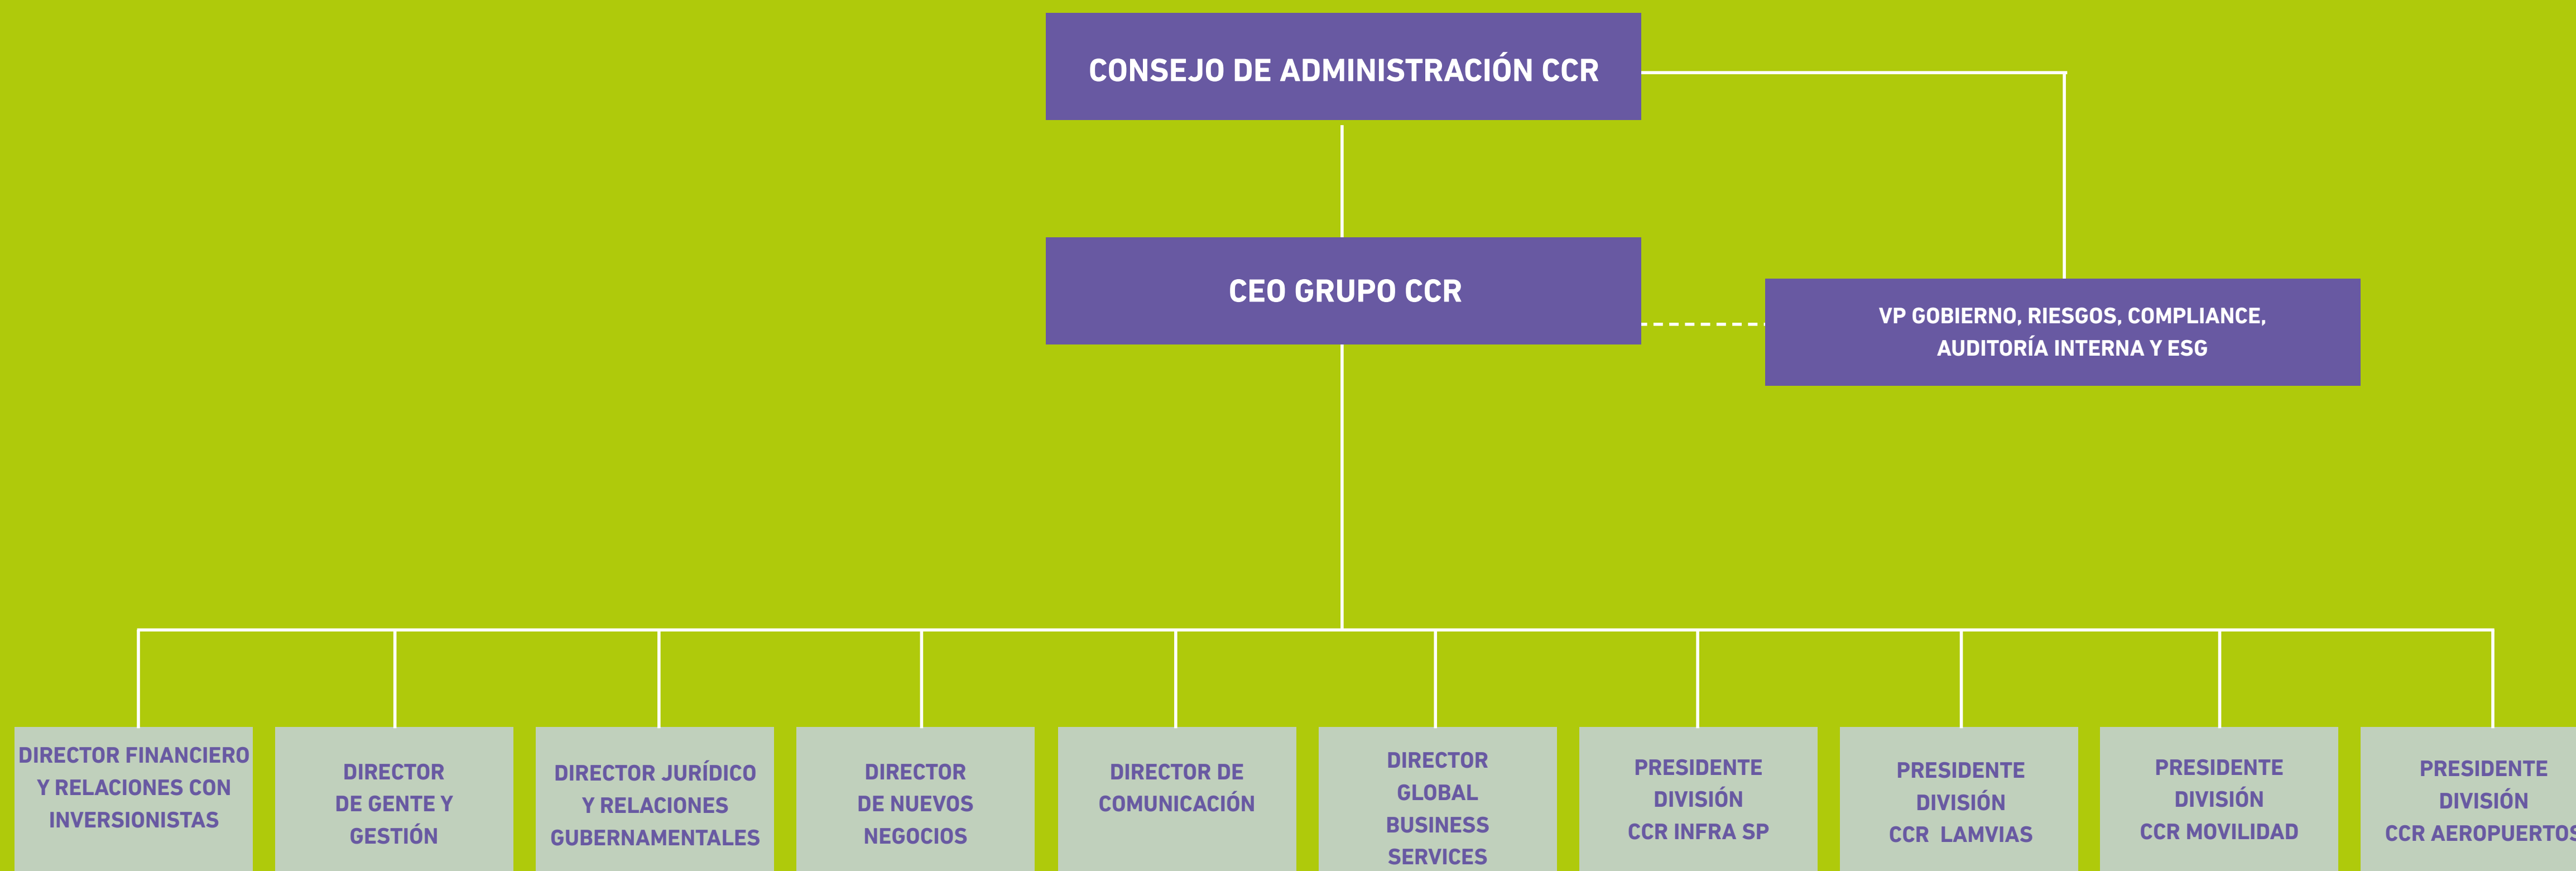 CONSEJO DE ADMINISTRACIÓN CCR
CEO GRUPO CCR
VP GOBIERNO, RIESGOS, COMPLIANCE,
AUDITORÍA INTERNA Y ESG
DIRECTOR FINANCIERO
Y RELACIONES CON
INVERSIONISTAS
DIRECTOR
DE GENTE Y
GESTIÓN
DIRECTOR JURÍDICO
Y RELACIONES
GUBERNAMENTALES
DIRECTOR
DE NUEVOS
NEGOCIOS
DIRECTOR DE
COMUNICACIÓN
DIRECTOR
GLOBAL
BUSINESS
SERVICES
PRESIDENTE
DIVISIÓN
CCR INFRA SP
PRESIDENTE
DIVISIÓN
CCR LAMVIAS
PRESIDENTE
DIVISIÓN
CCR MOVILIDAD
PRESIDENTE
DIVISIÓN
CCR AEROPUERTOS